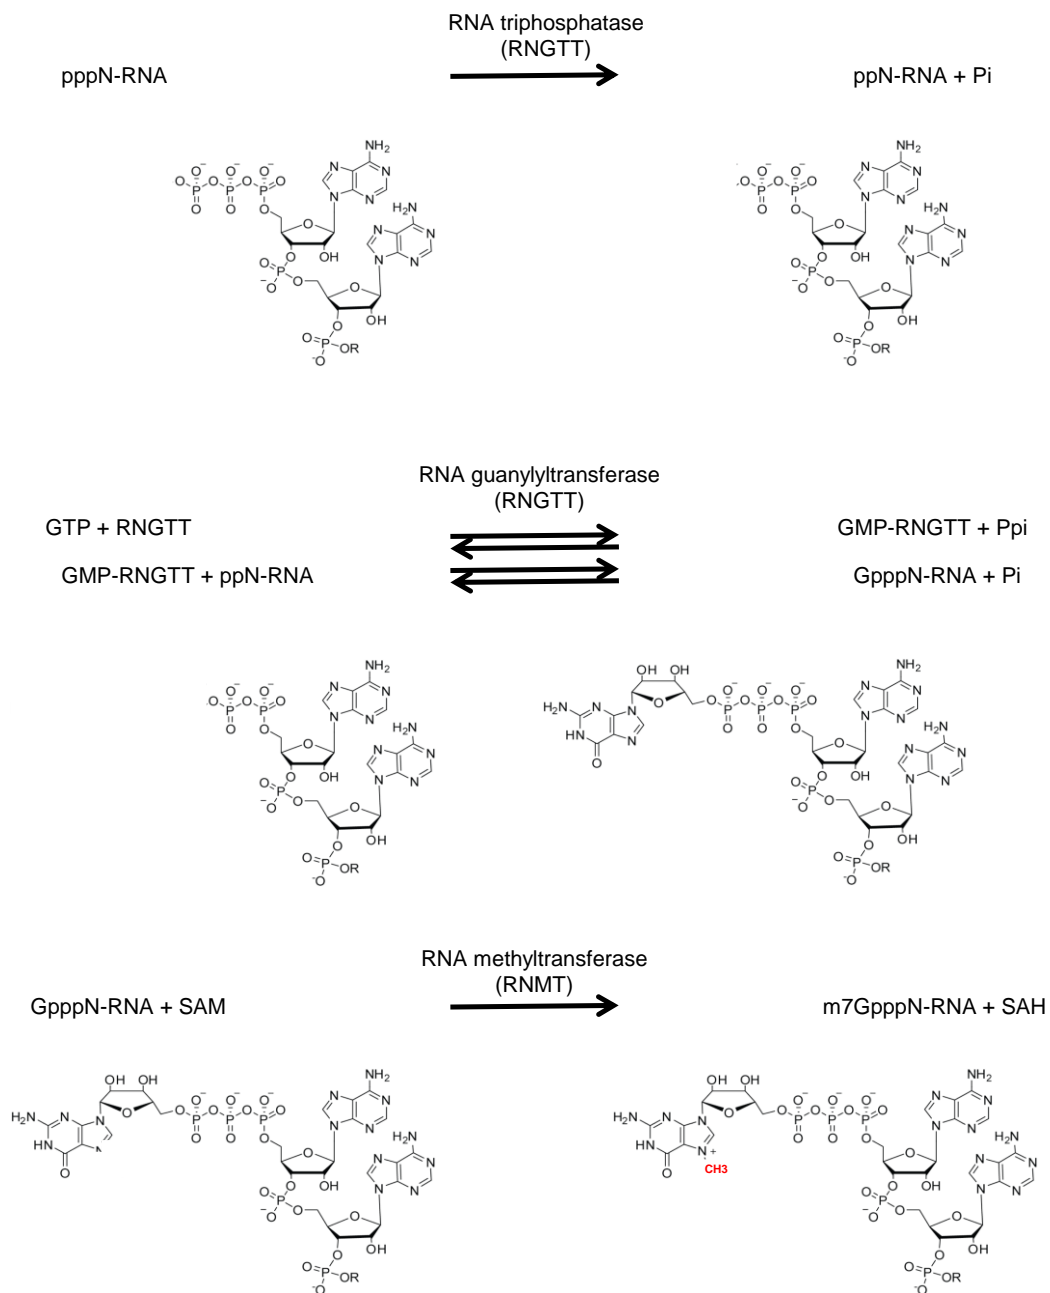 RNA triphosphatase
(RNGTT)
pppN-RNA
ppN-RNA + Pi
RNA guanylyltransferase
(RNGTT)
GTP + RNGTT
GMP-RNGTT + Ppi
GMP-RNGTT + ppN-RNA
GpppN-RNA + Pi
RNA methyltransferase
(RNMT)
GpppN-RNA + SAM
m7GpppN-RNA + SAH
CH3